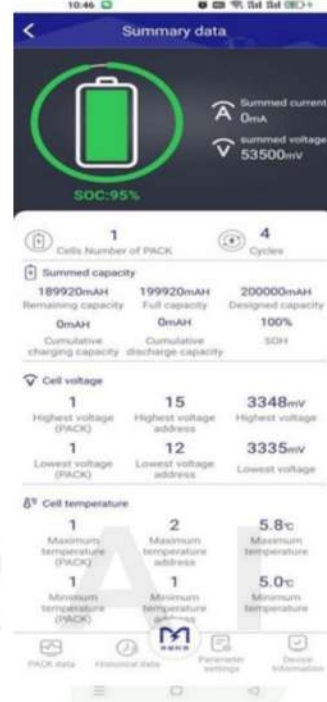 10:46
Summary data
Summed current
0mA
summed voltage
53500mV
SOC:95%
1
Cells Number of PACK
4
Cycles
Summed capacity
189920mAH 199920mAH 200000mAH
Remaining capacity Full capacity Designed capacity
0mAH 0mAH 100%
Cumulative charging capacity Cumulative discharge capacity SOH
Cell voltage
1 15 3348mV
Highest voltage (PACK) Highest voltage address Highest voltage
1 12 3335mV
Lowest voltage (PACK) Lowest voltage address Lowest voltage
Cell temperature
1 2 5.8℃
Maximum temperature (PACK) Maximum temperature address Maximum temperature
1 1 5.0℃
Minimum temperature (PACK) Minimum temperature address Minimum temperature
PACK data Historical data Parameter settings Device information